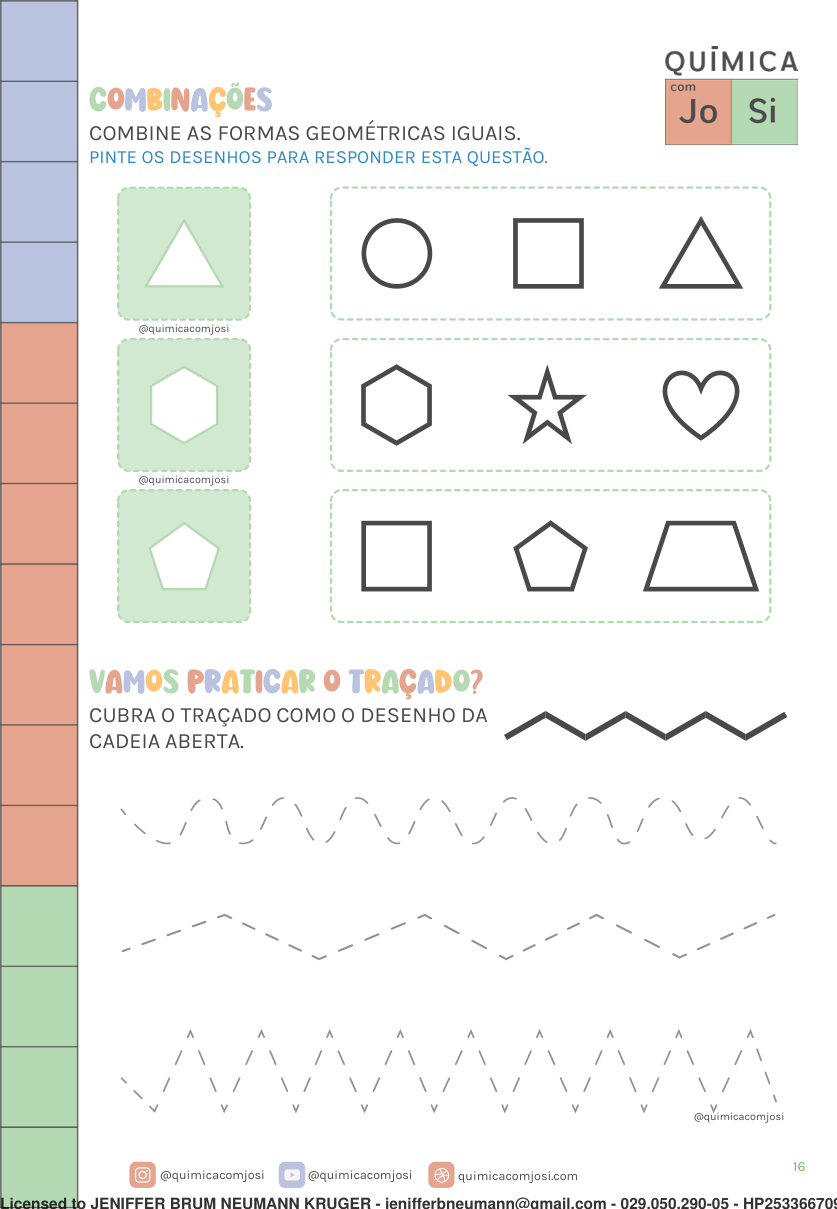 QUĪMICA
com
Jo Si
COMBINAÇÕES
COMBINE AS FORMAS GEOMÉTRICAS IGUAIS.
PINTE OS DESENHOS PARA RESPONDER ESTA QUESTÃO.
@quimicacomjosi
@quimicacomjosi
VAMOS PRATICAR O TRAÇADO?
CUBRA O TRAÇADO COMO O DESENHO DA
CADEIA ABERTA.
@quimicacomjosi
@quimicacomjosi @quimicacomjosi quimicacomjosi.com
16
Licensed to JENIFFER BRUM NEUMANN KRUGER - jenifferbneumann@gmail.com - 029.050.290-05 - HP253366709